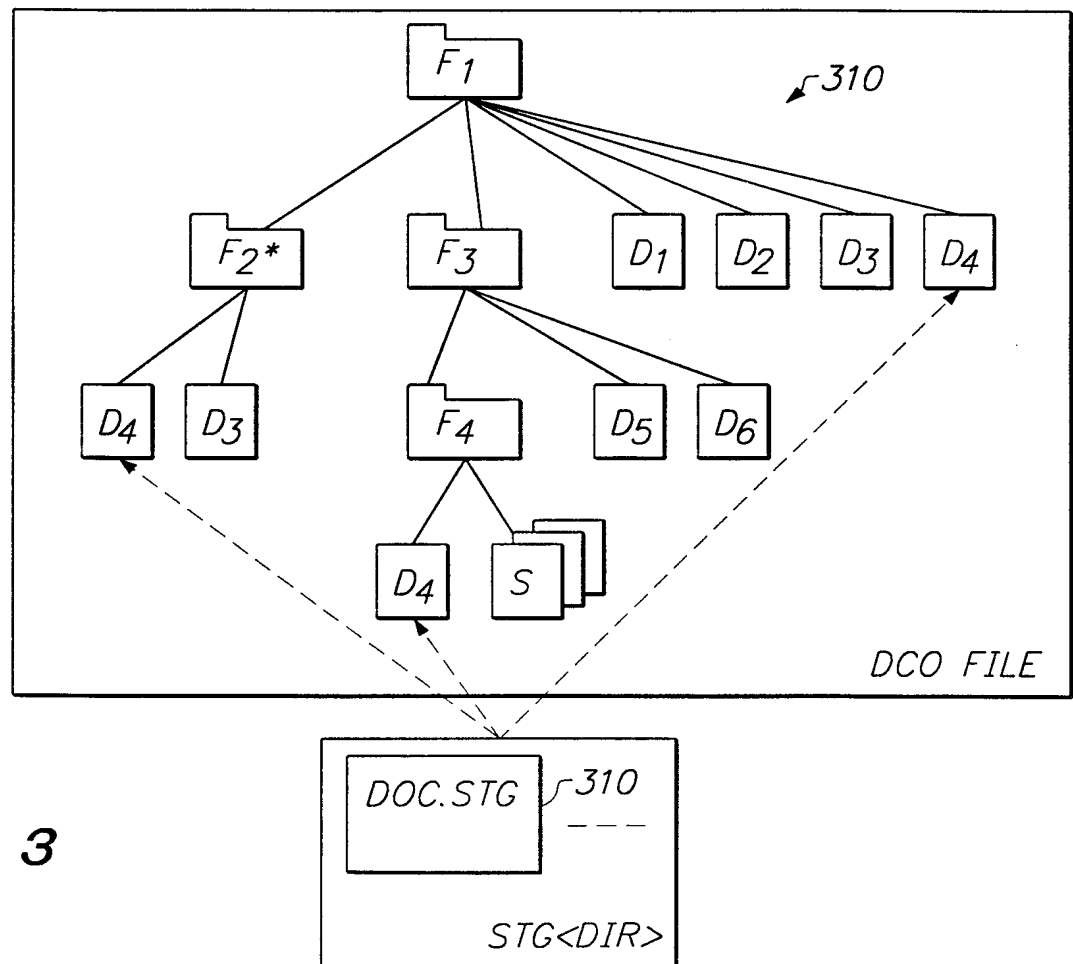 F1
310
F2* F3 D1 D2 D3 D4
D4 D3 F4 D5 D6
D4 S
DCO FILE
DOC.STG 310
3
STG<DIR>